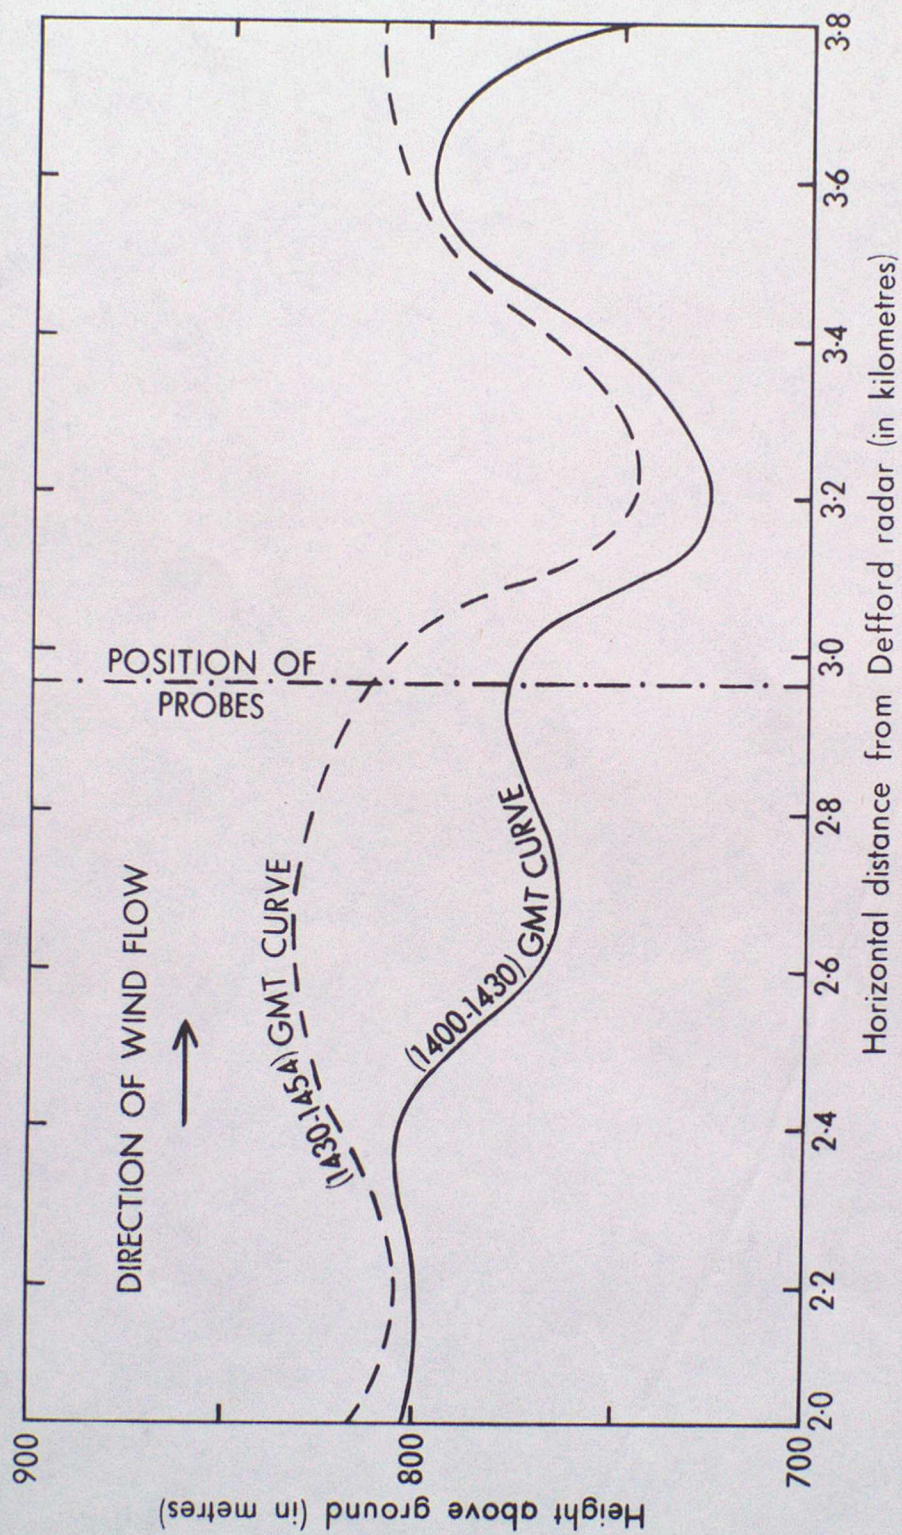 DIRECTION OF WIND FLOW
POSITION OF
PROBES
(1430-1454) GMT CURVE
(1400-1430) GMT CURVE
Height above ground (in metres)
900
800
700
2·0
2·2
2·4
2·6
2·8
3·0
3·2
3·4
3·6
3·8
Horizontal distance from Defford radar (in kilometres)